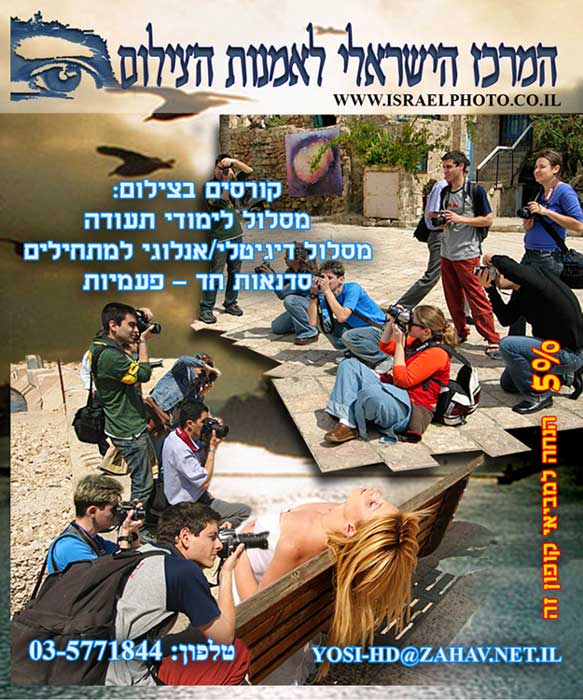 המרכז הישראלי לאמנות הצילום
WWW.ISRAELPHOTO.CO.IL
קורסים בצילום:
מסלול לימודי תעודה
מסלול דיגיטלי/אנלוגי למתחילים
סדנאות חד – פעמיות
5% הנחה למביאי קופון זה
טלפון: 03-5771844
YOSI-HD@ZAHAV.NET.IL